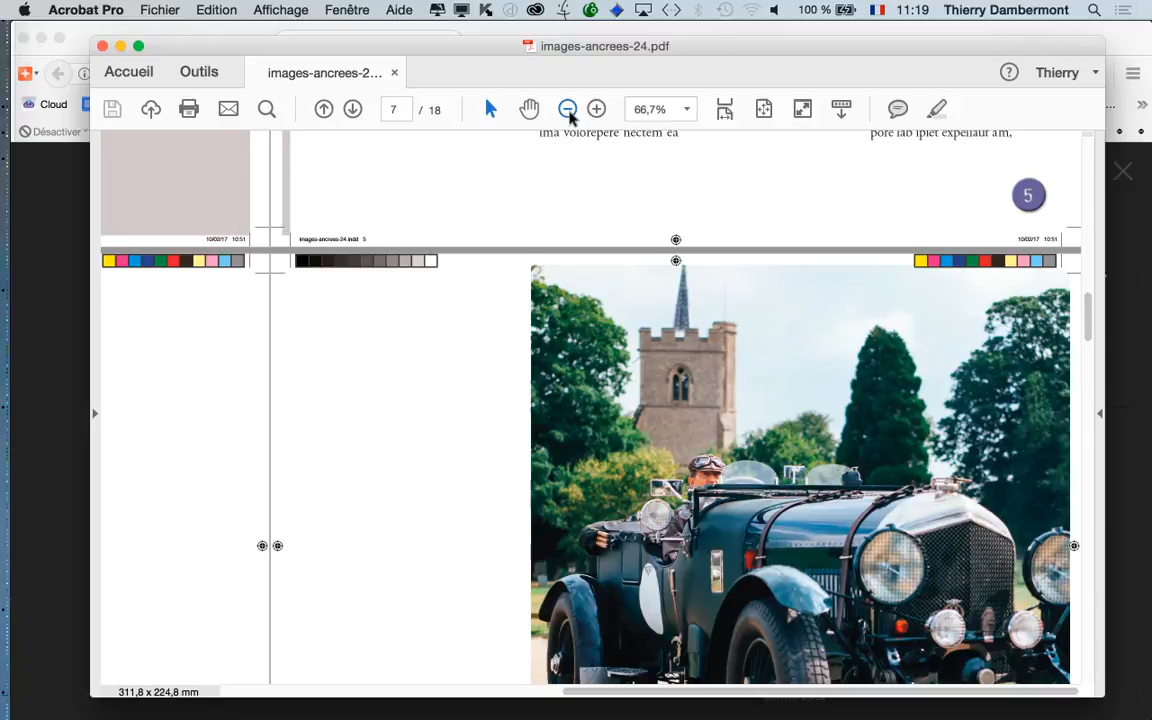 Acrobat Pro Fichier Edition Affichage Fenêtre Aide 100 % 11:19 Thierry Dambermont
images-ancrees-24.pdf
Accueil Outils images-ancrees-2... × Thierry
7 / 18 66,7%
Cloud
Désactiver
ima volorepere nectem ea pore lab ipiet expellaut am,
5
10/02/17 10:51 images-ancrees-24.indd 5 10/02/17 10:51
311,8 x 224,8 mm